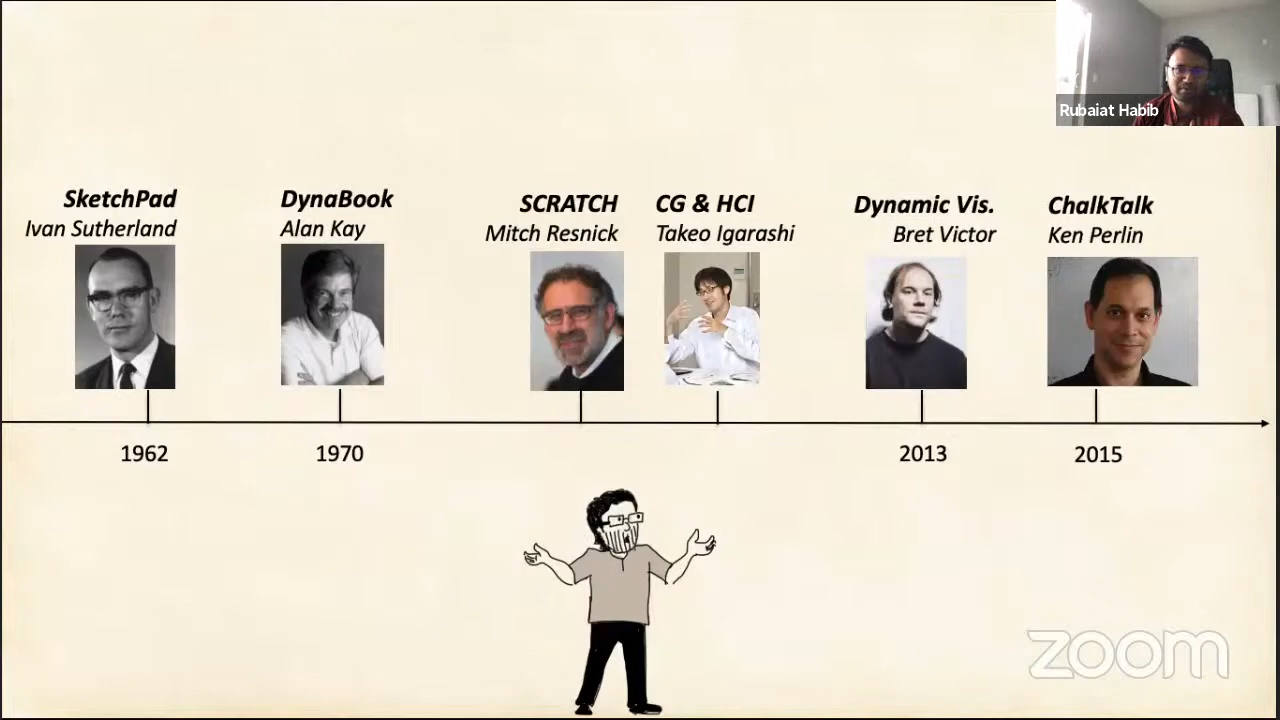 Rubaiat Habib
SketchPad
Ivan Sutherland
DynaBook
Alan Kay
SCRATCH
Mitch Resnick
CG & HCI
Takeo Igarashi
Dynamic Vis.
Bret Victor
ChalkTalk
Ken Perlin
1962
1970
2013
2015
zoom